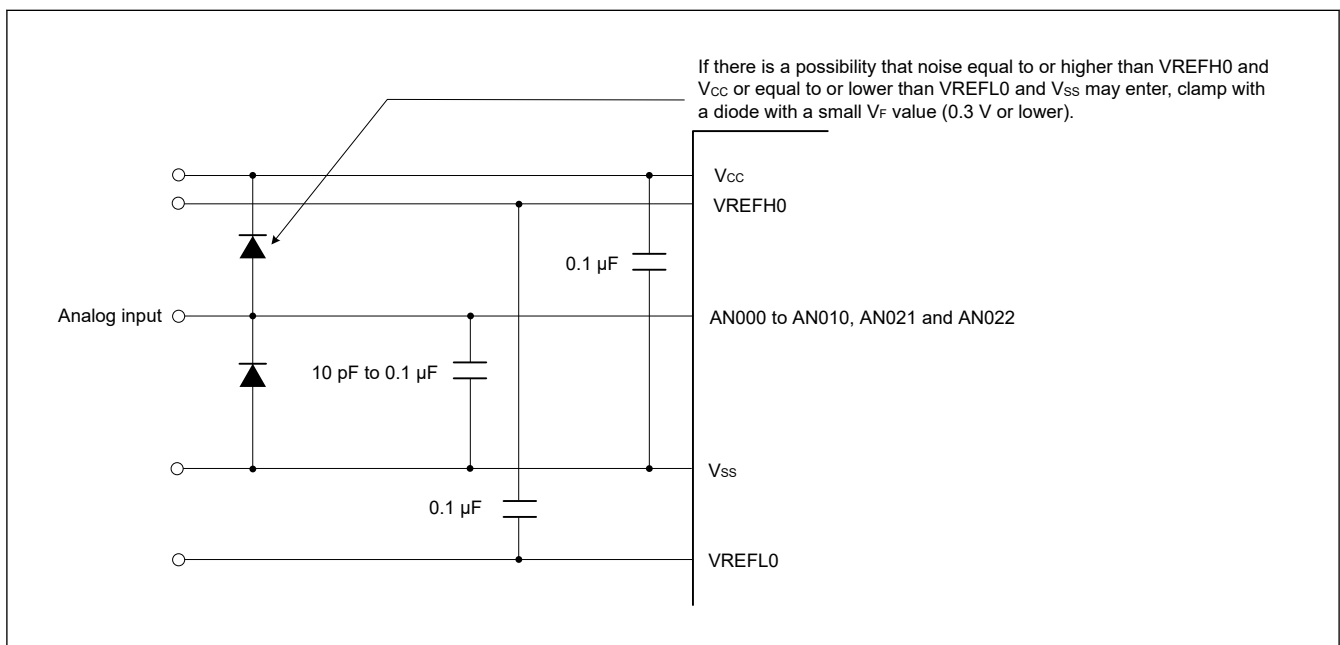 If there is a possibility that noise equal to or higher than VREFH0 and
VCC or equal to or lower than VREFL0 and VSS may enter, clamp with
a diode with a small VF value (0.3 V or lower).
VCC
VREFH0
0.1 µF
Analog input
AN000 to AN010, AN021 and AN022
10 pF to 0.1 µF
VSS
0.1 µF
VREFL0